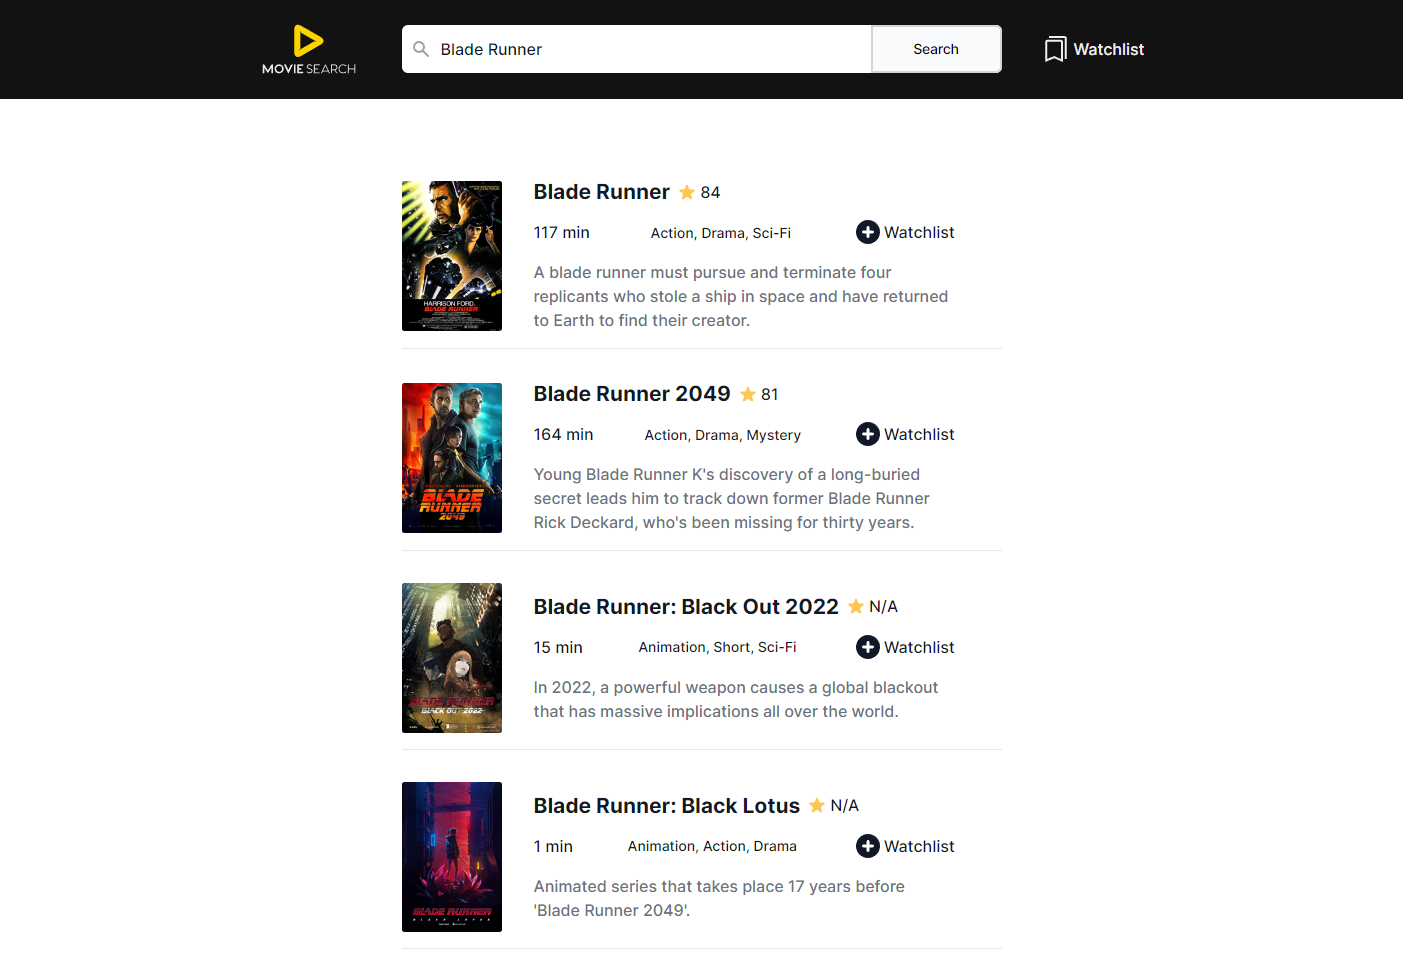 MOVIE SEARCH
Blade Runner
Search
Watchlist
Blade Runner 84
117 min Action, Drama, Sci-Fi Watchlist
A blade runner must pursue and terminate four
replicants who stole a ship in space and have returned
to Earth to find their creator.
HARRISON FORD
BLADE RUNNER
Blade Runner 2049 81
164 min Action, Drama, Mystery Watchlist
Young Blade Runner K's discovery of a long-buried
secret leads him to track down former Blade Runner
Rick Deckard, who's been missing for thirty years.
BLADE
RUNNER
2049
Blade Runner: Black Out 2022 N/A
15 min Animation, Short, Sci-Fi Watchlist
In 2022, a powerful weapon causes a global blackout
that has massive implications all over the world.
BLADE RUNNER
BLACK OUT 2022
Blade Runner: Black Lotus N/A
1 min Animation, Action, Drama Watchlist
Animated series that takes place 17 years before
'Blade Runner 2049'.
BLADE RUNNER
BLACK LOTUS